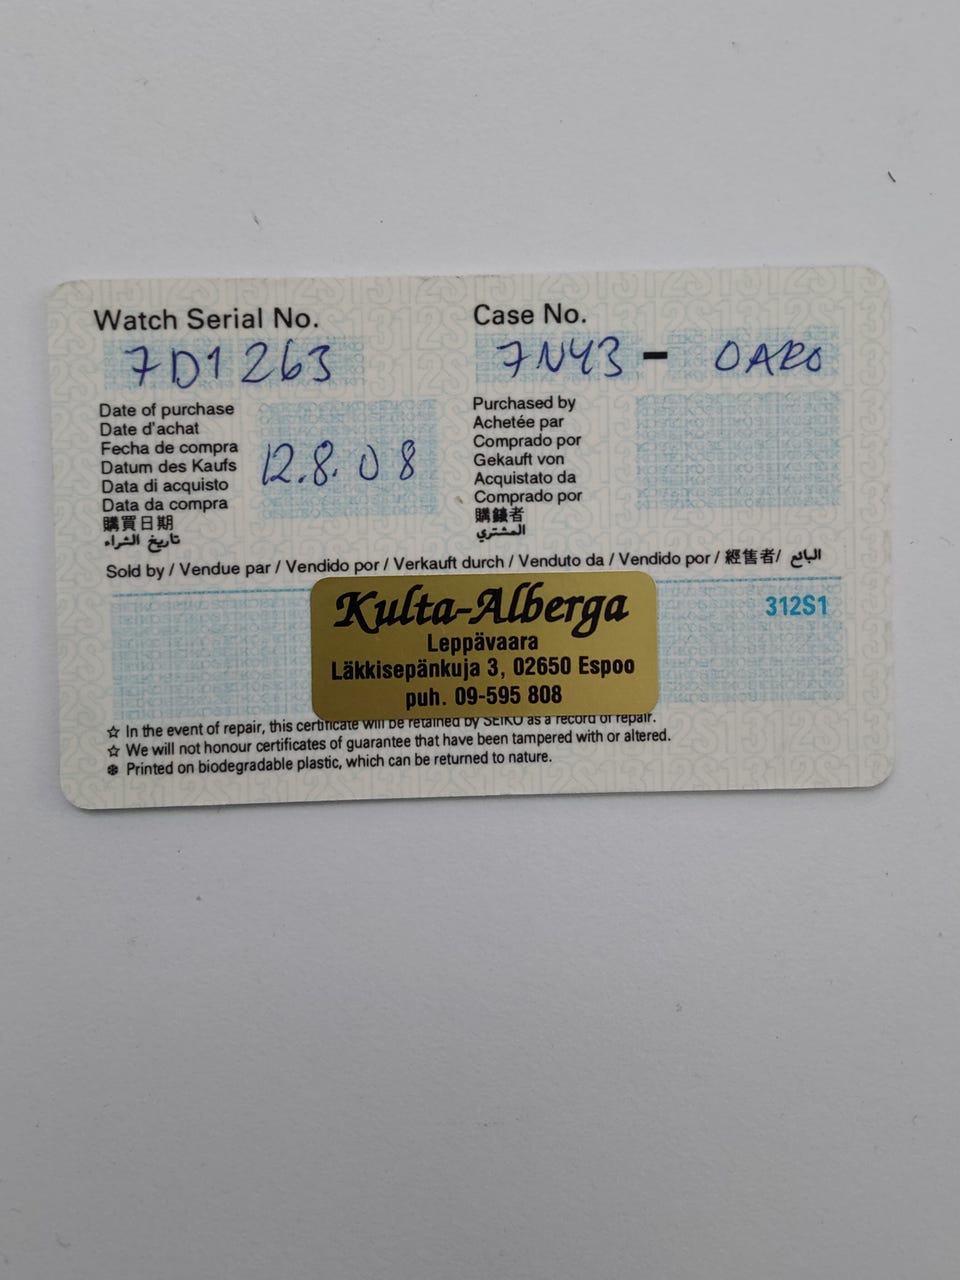 Watch Serial No.
7D1263
Case No.
7N43 - 0AR0
Date of purchase
Date d'achat
Fecha de compra
Datum des Kaufs
Data di acquisto
Data da compra
購買日期
تاريخ الشراء
12.8.08
Purchased by
Achetée par
Comprado por
Gekauft von
Acquistato da
Comprado por
購錶者
المشتري
Sold by / Vendue par / Vendido por / Verkauft durch / Venduto da / Vendido por / 經售者/ البائع
312S1
Kulta-Alberga
Leppävaara
Läkkisepänkuja 3, 02650 Espoo
puh. 09-595 808
☆ In the event of repair, this certificate will be retained by SEIKO as a record of repair.
☆ We will not honour certificates of guarantee that have been tampered with or altered.
❆ Printed on biodegradable plastic, which can be returned to nature.